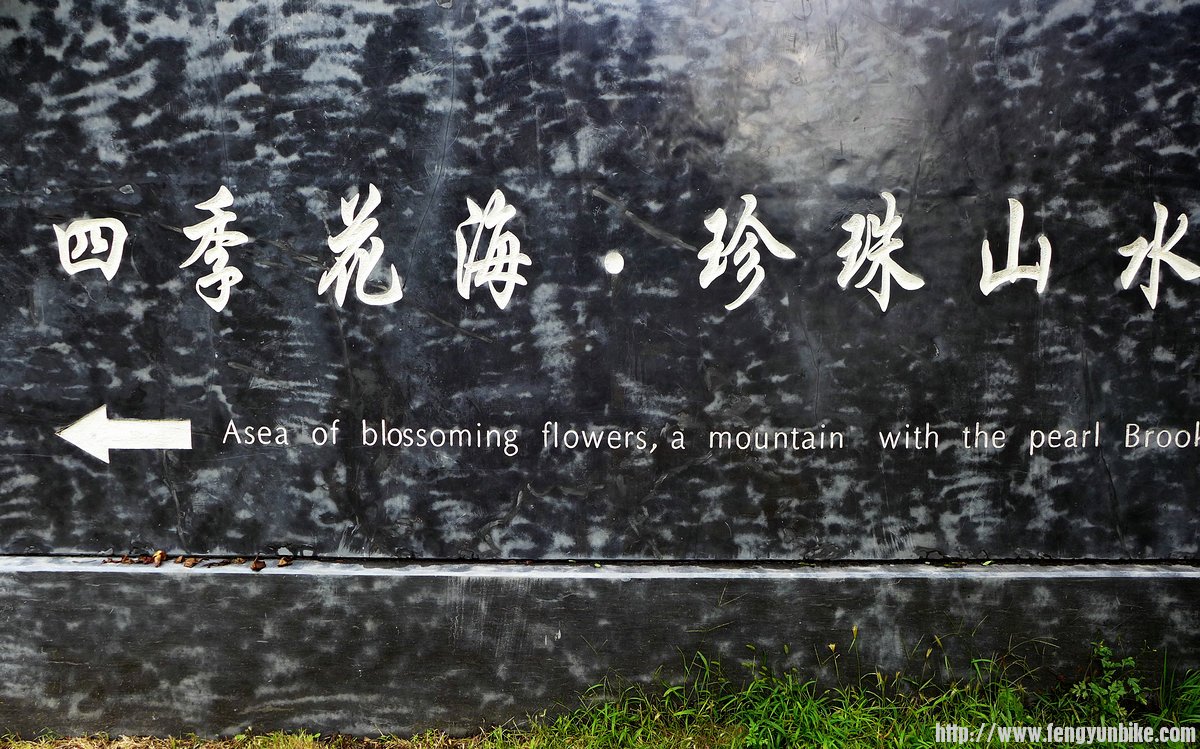 四季花海·珍珠山水
Asea of blossoming flowers, a mountain with the pearl Brook
http://www.fengyunbike.com